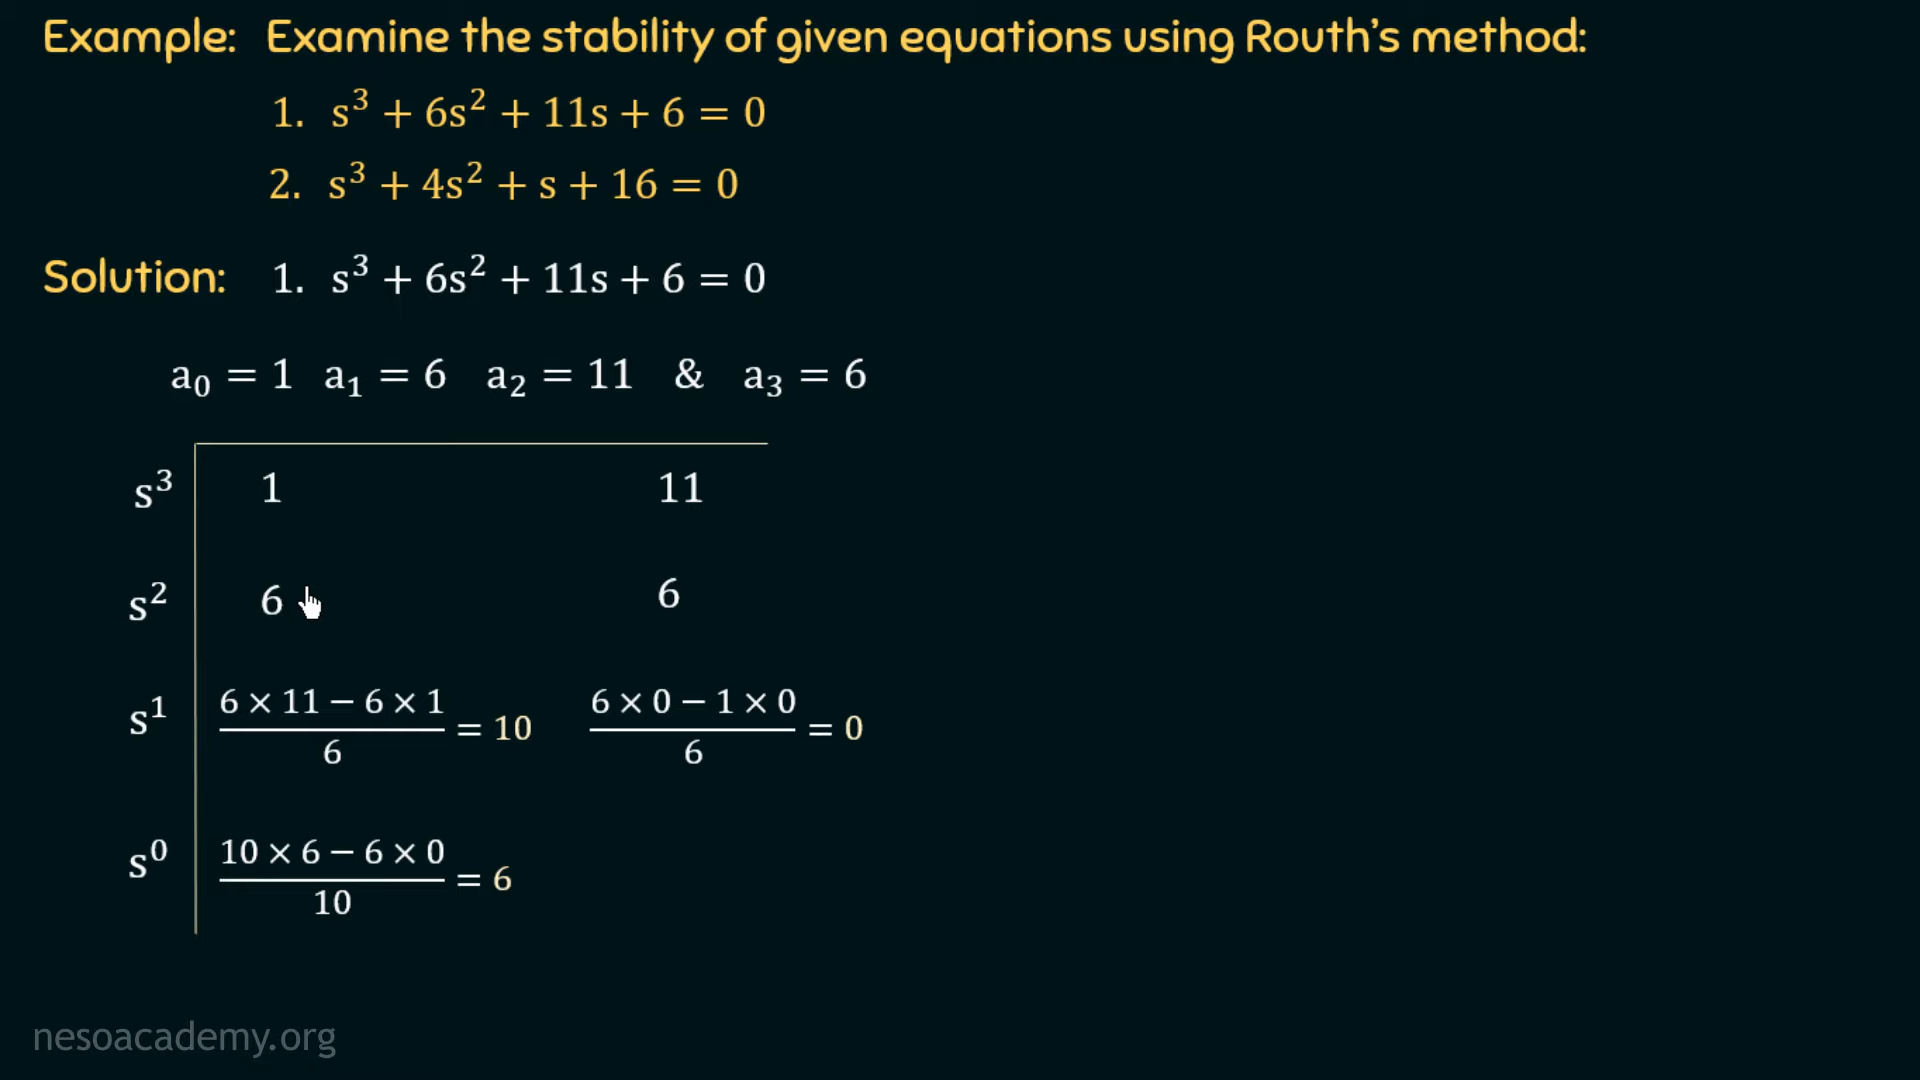 Example: Examine the stability of given equations using Routh's method:
1. s³ + 6s² + 11s + 6 = 0
2. s³ + 4s² + s + 16 = 0
Solution: 1. s³ + 6s² + 11s + 6 = 0
a₀ = 1 a₁ = 6 a₂ = 11 & a₃ = 6
s³ 1 11
s² 6 6
s¹ (6 × 11 − 6 × 1)/6 = 10 (6 × 0 − 1 × 0)/6 = 0
s⁰ (10 × 6 − 6 × 0)/10 = 6
nesoacademy.org